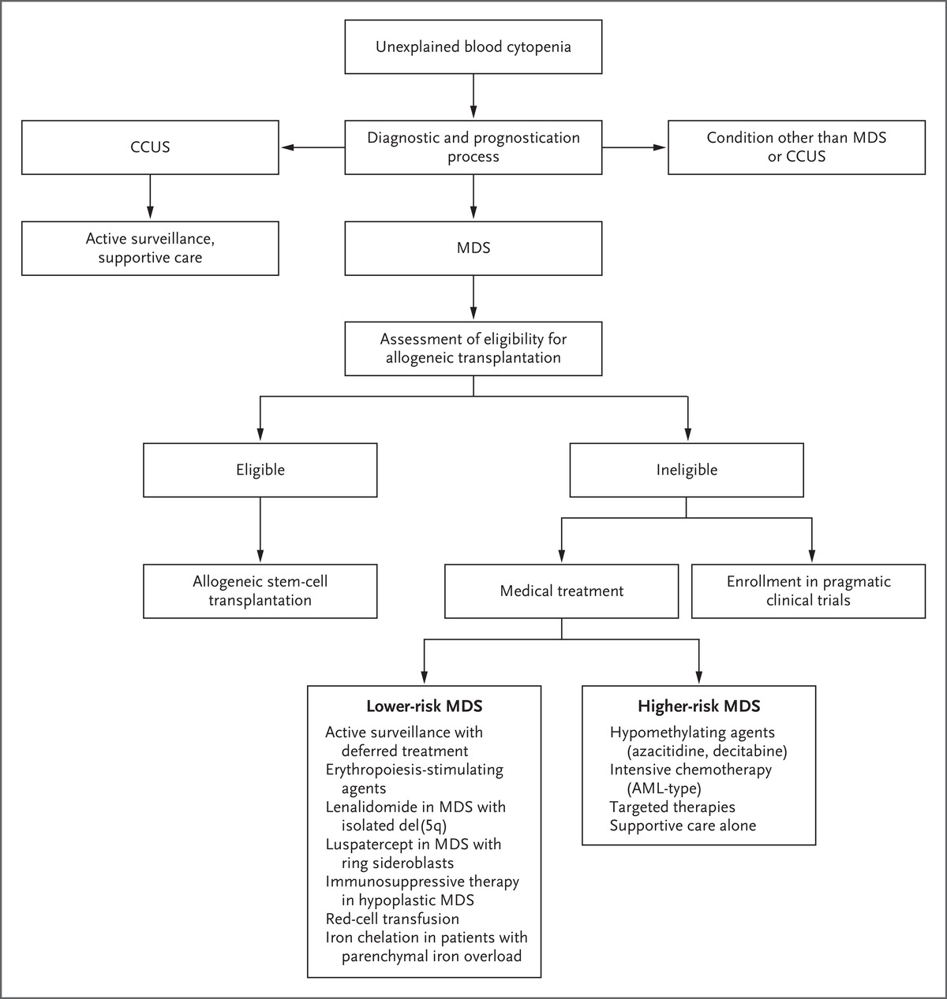 Unexplained blood cytopenia
CCUS
Diagnostic and prognostication
process
Condition other than MDS
or CCUS
Active surveillance,
supportive care
MDS
Assessment of eligibility for
allogeneic transplantation
Eligible
Ineligible
Allogeneic stem-cell
transplantation
Medical treatment
Enrollment in pragmatic
clinical trials
Lower-risk MDS
Active surveillance with
deferred treatment
Erythropoiesis-stimulating
agents
Lenalidomide in MDS with
isolated del(5q)
Luspatercept in MDS with
ring sideroblasts
Immunosuppressive therapy
in hypoplastic MDS
Red-cell transfusion
Iron chelation in patients with
parenchymal iron overload
Higher-risk MDS
Hypomethylating agents
(azacitidine, decitabine)
Intensive chemotherapy
(AML-type)
Targeted therapies
Supportive care alone